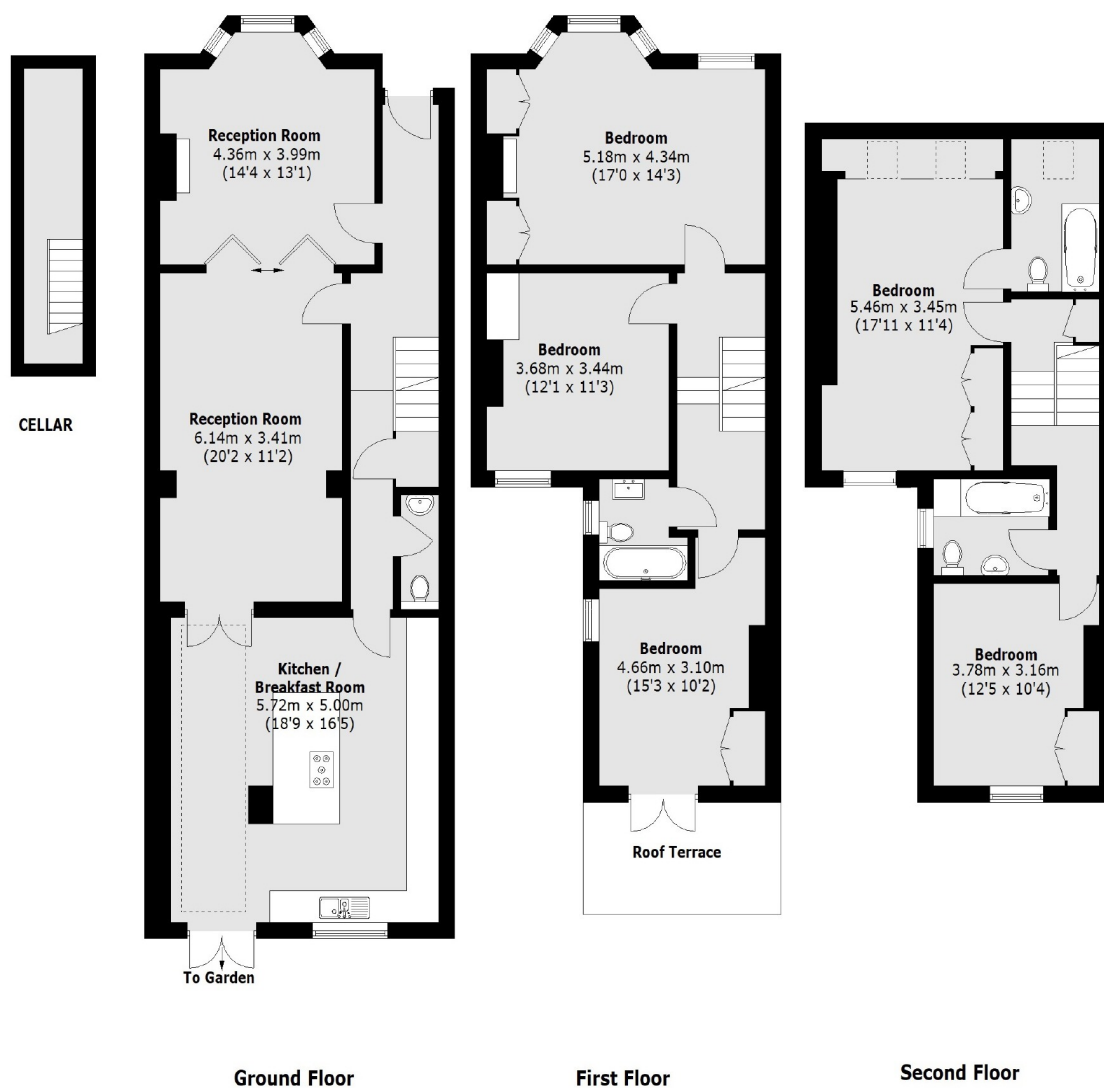 CELLAR
Reception Room
4.36m x 3.99m
(14'4 x 13'1)
Reception Room
6.14m x 3.41m
(20'2 x 11'2)
Kitchen /
Breakfast Room
5.72m x 5.00m
(18'9 x 16'5)
To Garden
Ground Floor
Bedroom
5.18m x 4.34m
(17'0 x 14'3)
Bedroom
3.68m x 3.44m
(12'1 x 11'3)
Bedroom
4.66m x 3.10m
(15'3 x 10'2)
Roof Terrace
First Floor
Bedroom
5.46m x 3.45m
(17'11 x 11'4)
Bedroom
3.78m x 3.16m
(12'5 x 10'4)
Second Floor